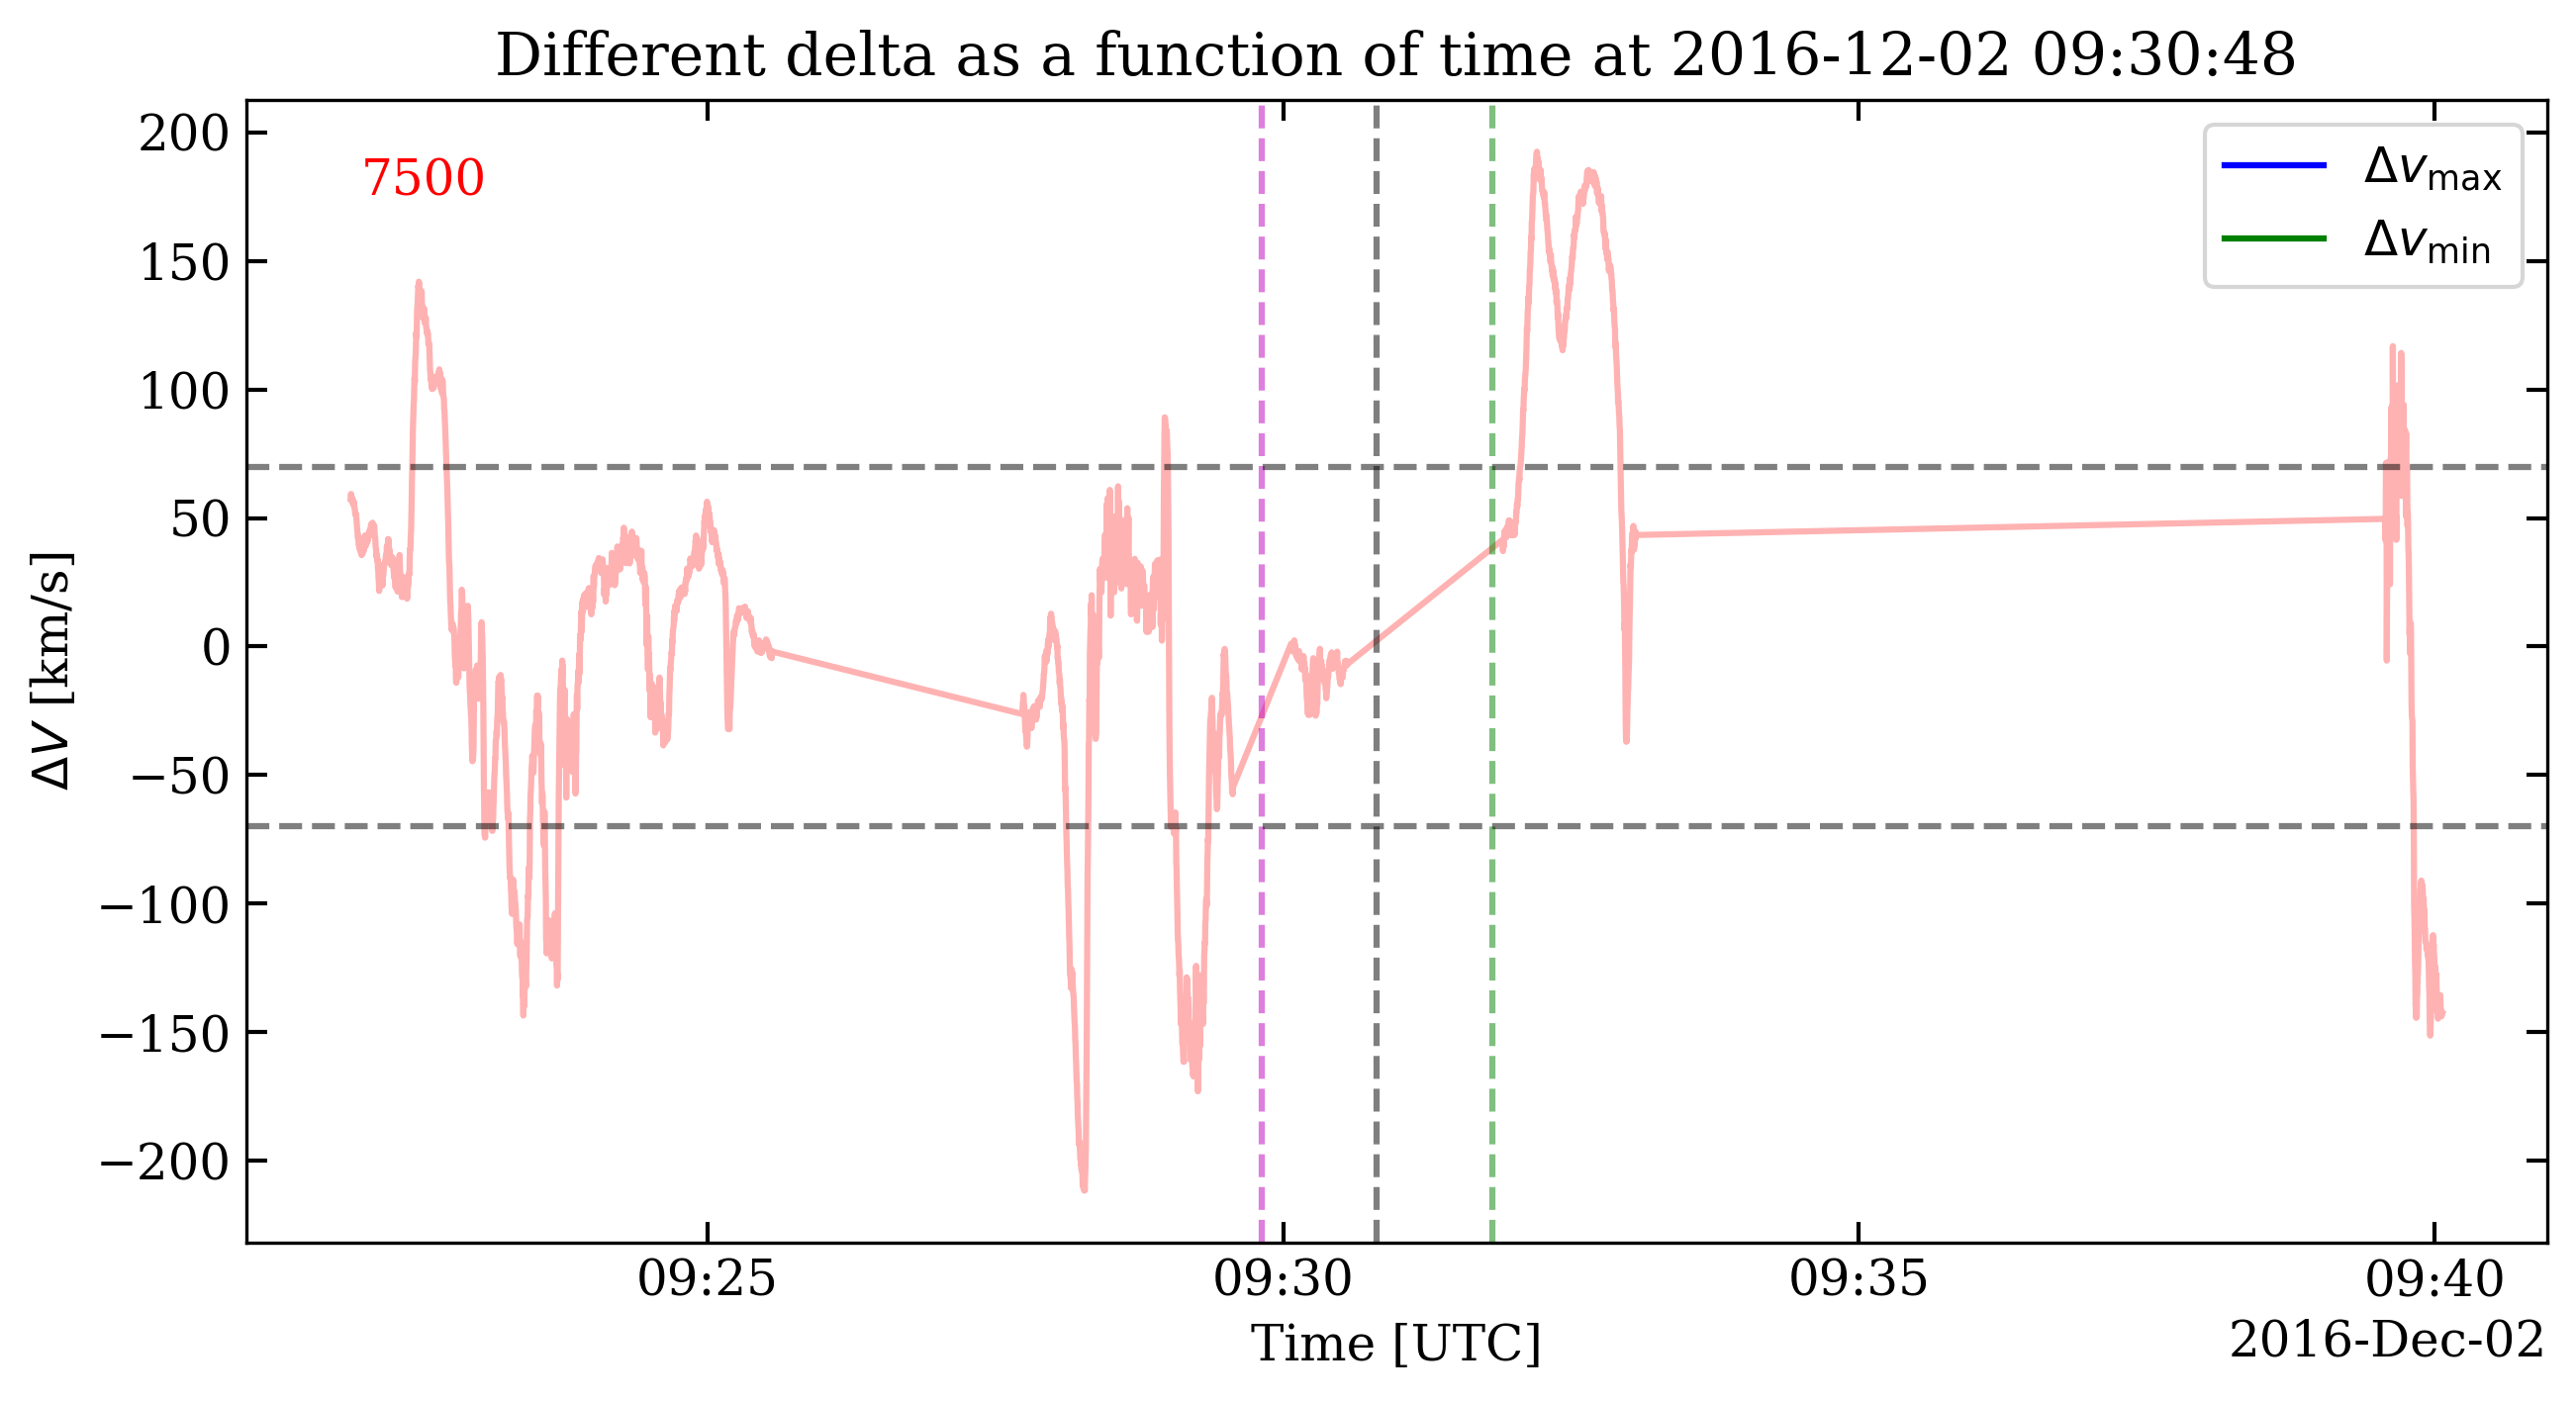 Different delta as a function of time at 2016-12-02 09:30:48
200
150
100
50
0
−50
−100
−150
−200
ΔV [km/s]
7500
Δv_max
Δv_min
09:25
09:30
09:35
09:40
Time [UTC]
2016-Dec-02